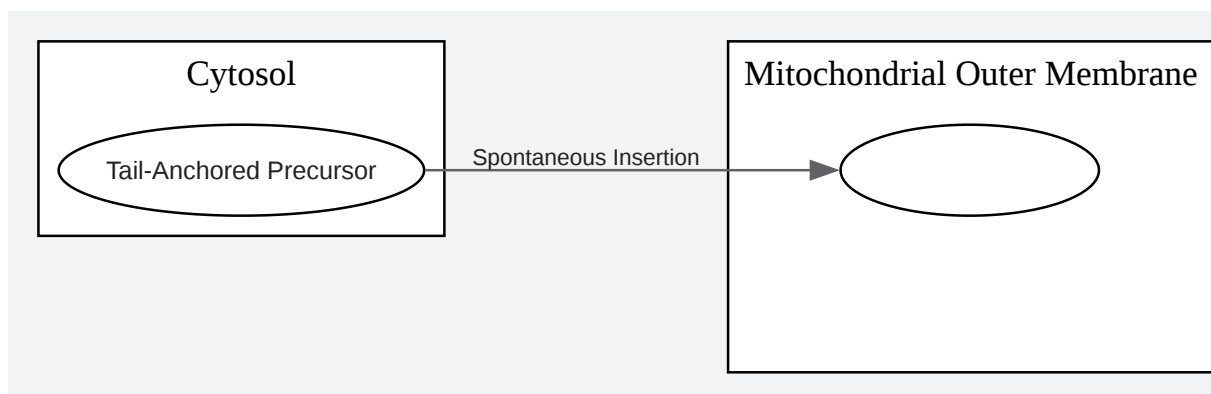 Cytosol
Mitochondrial Outer Membrane
Tail-Anchored Precursor
Spontaneous Insertion